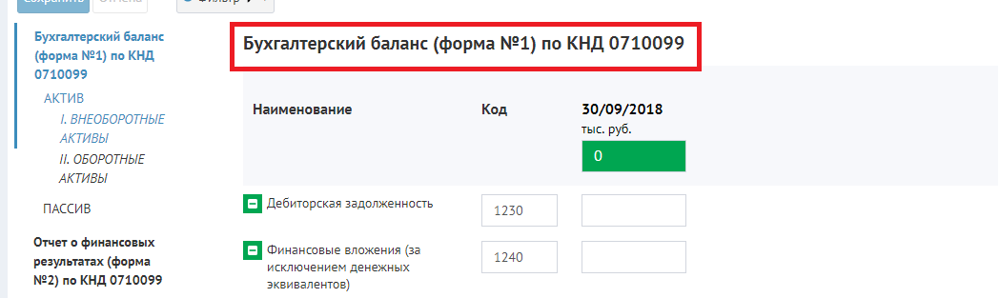 Сохранить
Отмена
Фильтр
Бухгалтерский баланс
(форма №1) по КНД
0710099
АКТИВ
I. ВНЕОБОРОТНЫЕ
АКТИВЫ
II. ОБОРОТНЫЕ
АКТИВЫ
ПАССИВ
Отчет о финансовых
результатах (форма
№2) по КНД 0710099
Бухгалтерский баланс (форма №1) по КНД 0710099
Наименование
Код
30/09/2018
тыс. руб.
0
Дебиторская задолженность
1230
Финансовые вложения (за
исключением денежных
эквивалентов)
1240